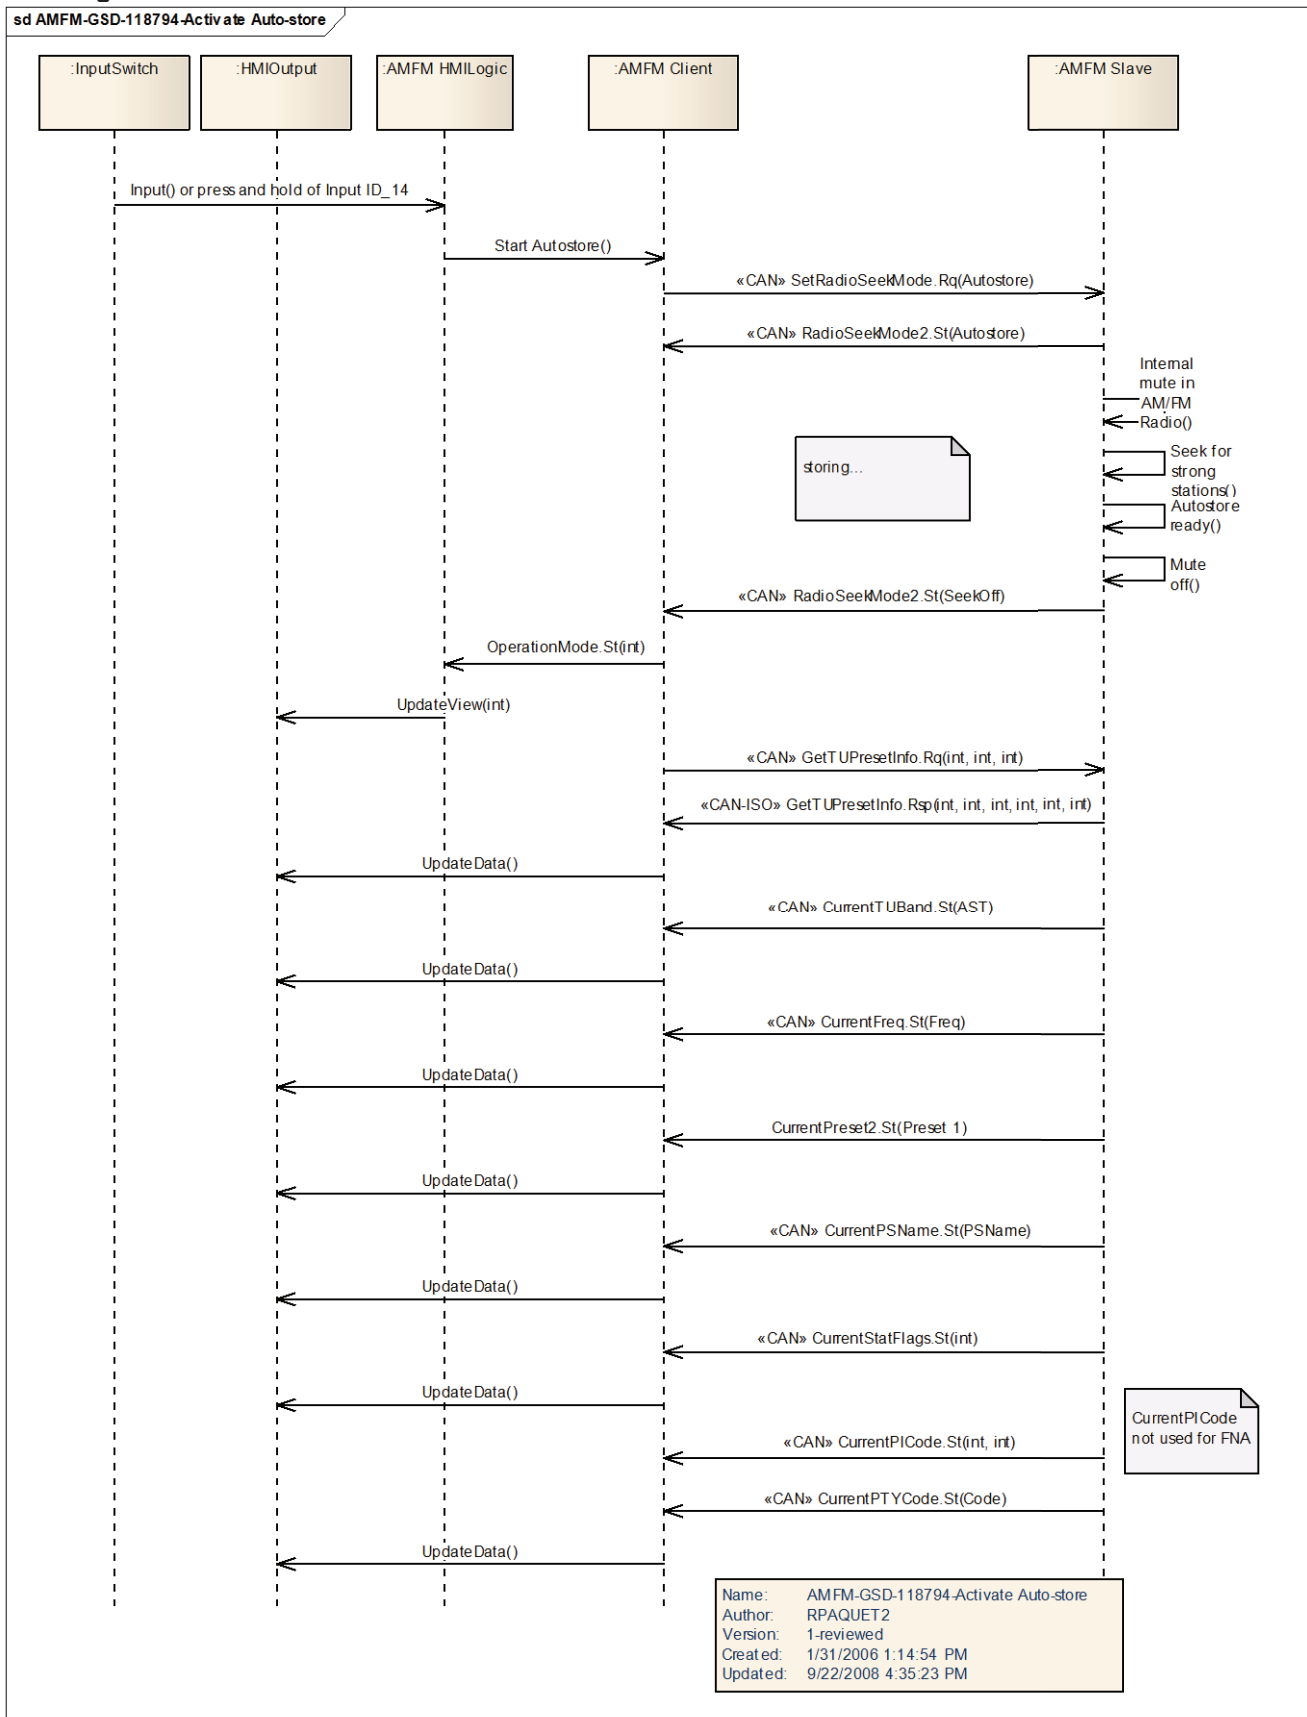 sd AMFM-GSD-118794-Activate Auto-store
:InputSwitch
:HMIOutput
:AMFM HMILogic
:AMFM Client
:AMFM Slave
Input() or press and hold of Input ID_14
Start Autostore()
«CAN» SetRadioSeekMode.Rq(Autostore)
«CAN» RadioSeekMode2.St(Autostore)
Internal
mute in
AM/FM
Radio()
storing...
Seek for
strong
stations()
Autostore
ready()
Mute
off()
«CAN» RadioSeekMode2.St(SeekOff)
OperationMode.St(int)
UpdateView(int)
«CAN» GetTUPresetInfo.Rq(int, int, int)
«CAN-ISO» GetTUPresetInfo.Rsp(int, int, int, int, int, int)
UpdateData()
«CAN» CurrentTUBand.St(AST)
UpdateData()
«CAN» CurrentFreq.St(Freq)
UpdateData()
CurrentPreset2.St(Preset 1)
UpdateData()
«CAN» CurrentPSName.St(PSName)
UpdateData()
«CAN» CurrentStatFlags.St(int)
UpdateData()
CurrentPICode
not used for FNA
«CAN» CurrentPICode.St(int, int)
«CAN» CurrentPTYCode.St(Code)
UpdateData()
Name: AMFM-GSD-118794-Activate Auto-store
Author: RPAQUET2
Version: 1-reviewed
Created: 1/31/2006 1:14:54 PM
Updated: 9/22/2008 4:35:23 PM